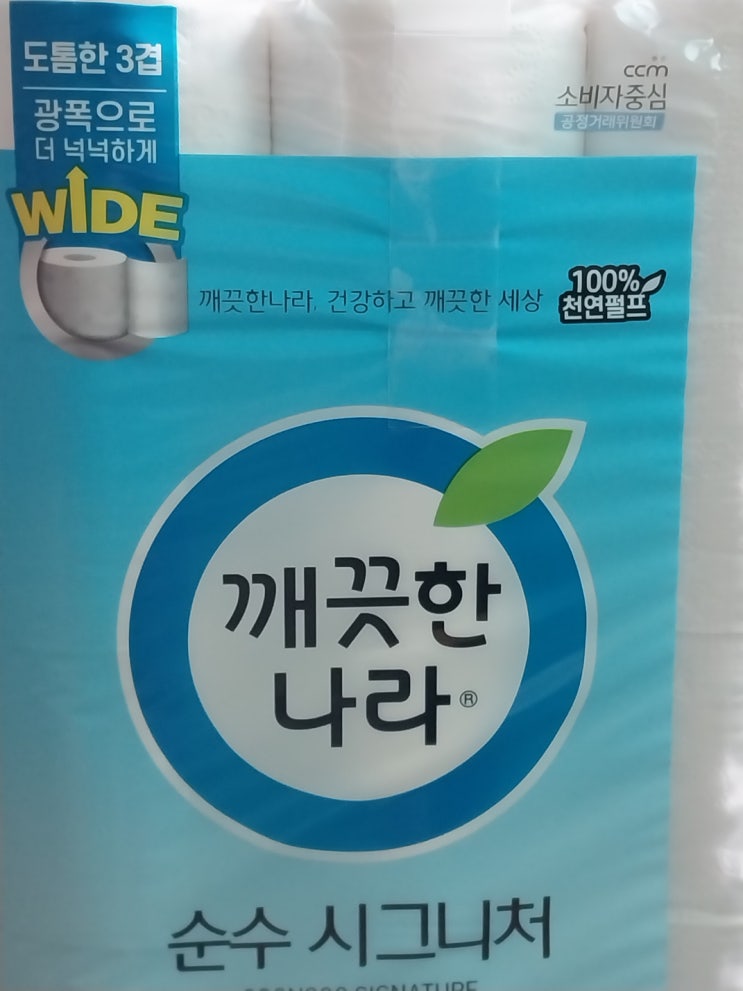 도톰한 3겹
광폭으로
더 넉넉하게
WIDE
ccm
소비자중심
공정거래위원회
깨끗한나라, 건강하고 깨끗한 세상
100%
천연펄프
깨끗한
나라®
순수 시그니처
SIGNATURE